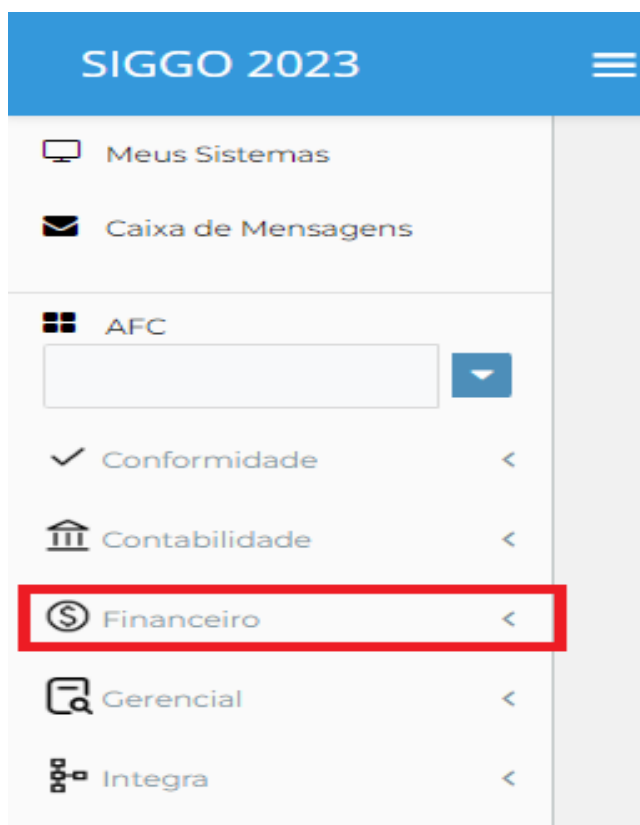 SIGGO 2023
Meus Sistemas
Caixa de Mensagens
AFC
Conformidade
Contabilidade
Financeiro
Gerencial
Integra